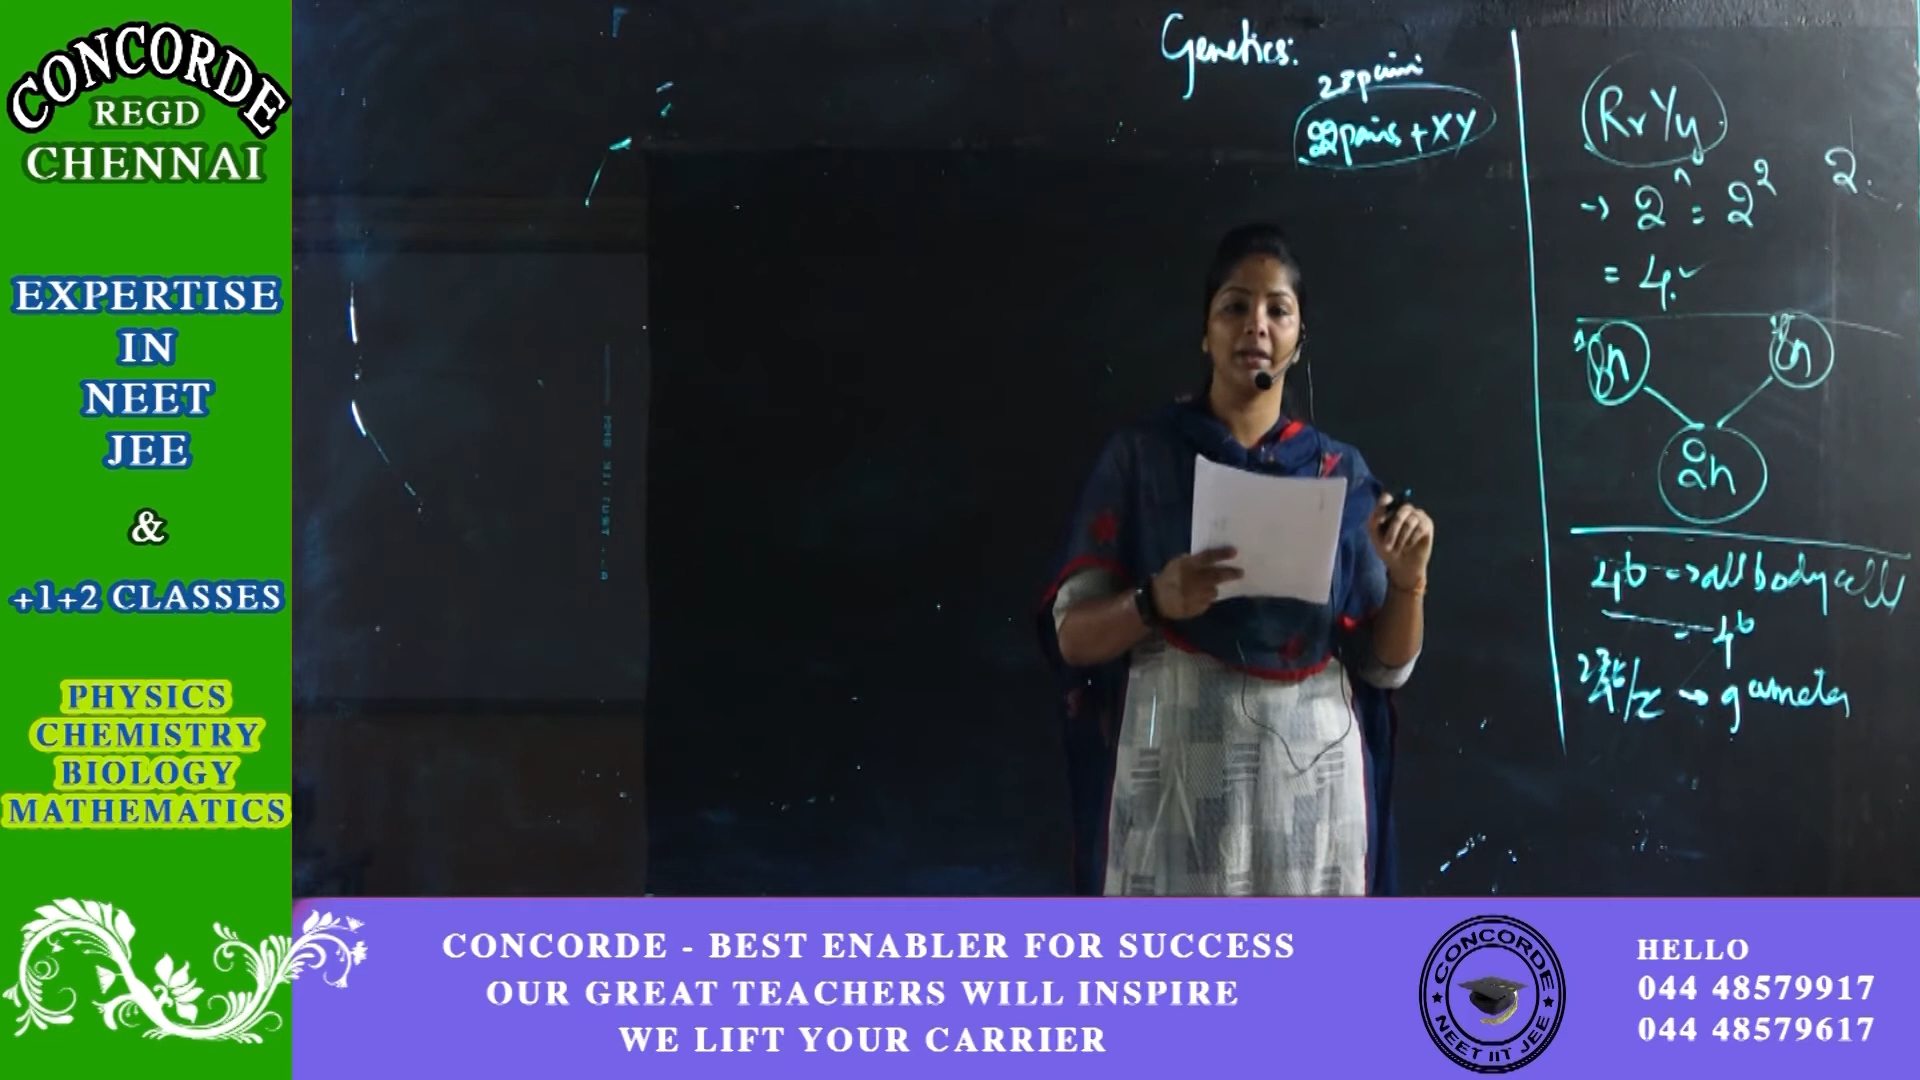 CONCORDE
REGD
CHENNAI
EXPERTISE
IN
NEET
JEE
&
+1+2 CLASSES
PHYSICS
CHEMISTRY
BIOLOGY
MATHEMATICS
Genetics:
23 pairs
22 pairs + XY
RrYy
→ 2ⁿ = 2² 2.
= 4.
n n
2n
46 → all body cells
46
→ gametes
CONCORDE - BEST ENABLER FOR SUCCESS
OUR GREAT TEACHERS WILL INSPIRE
WE LIFT YOUR CARRIER
CONCORDE
NEET IIT JEE
HELLO
044 48579917
044 48579617